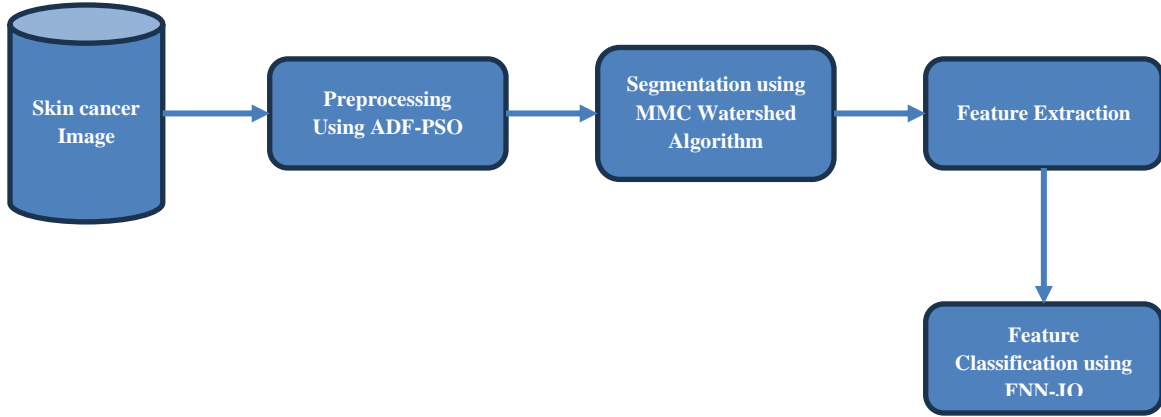 Skin cancer
Image
Preprocessing
Using ADF-PSO
Segmentation using
MMC Watershed
Algorithm
Feature Extraction
Feature
Classification using